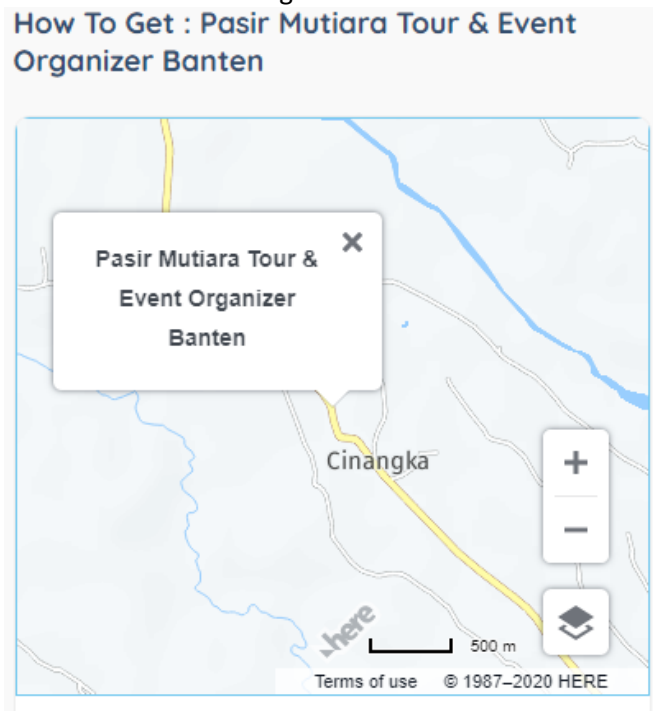 How To Get : Pasir Mutiara Tour & Event
Organizer Banten
Pasir Mutiara Tour &
Event Organizer
Banten
Cinangka
here
500 m
Terms of use © 1987–2020 HERE